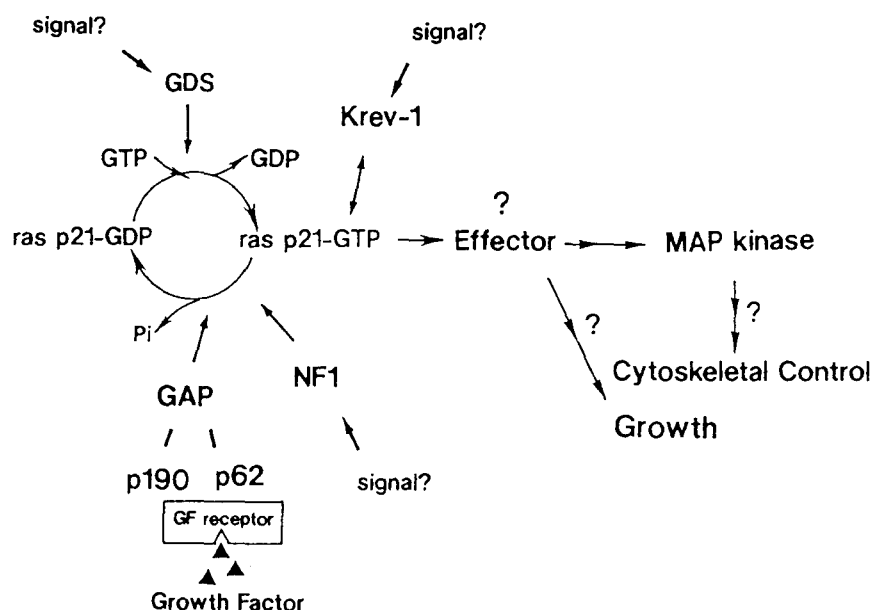 signal?
signal?
GDS
Krev-1
GTP
GDP
?
ras p21-GDP
ras p21-GTP
Effector
MAP kinase
Pi
?
?
NF1
GAP
Cytoskeletal Control
Growth
p190
p62
signal?
GF receptor
Growth Factor